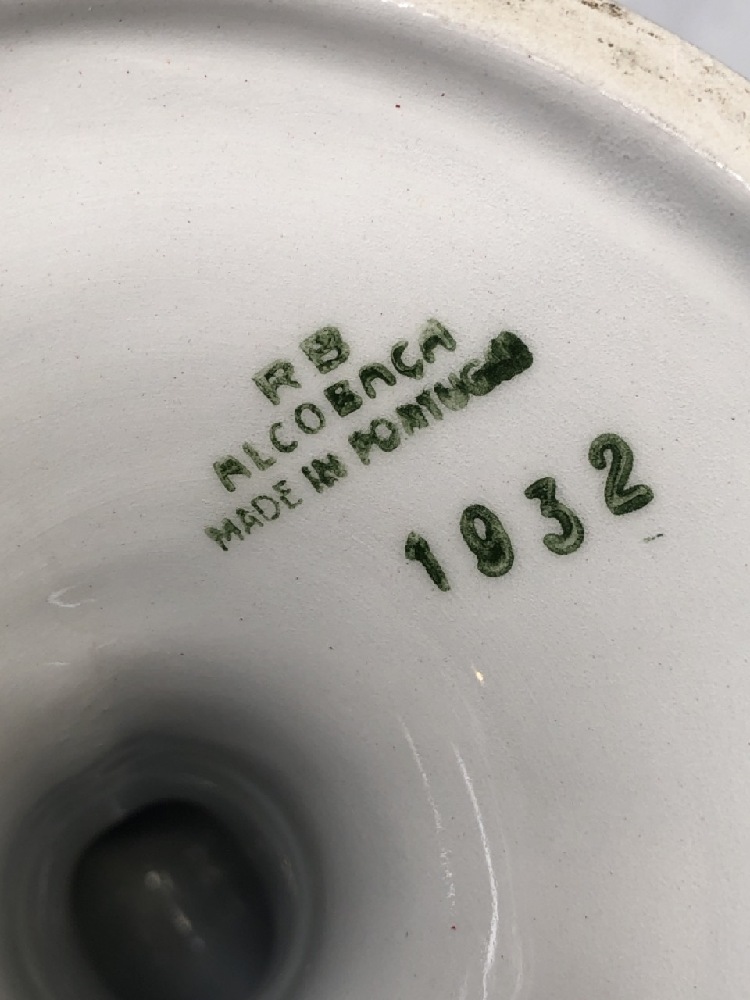 RB
ALCOBAÇA
MADE IN PORTUGAL
1932